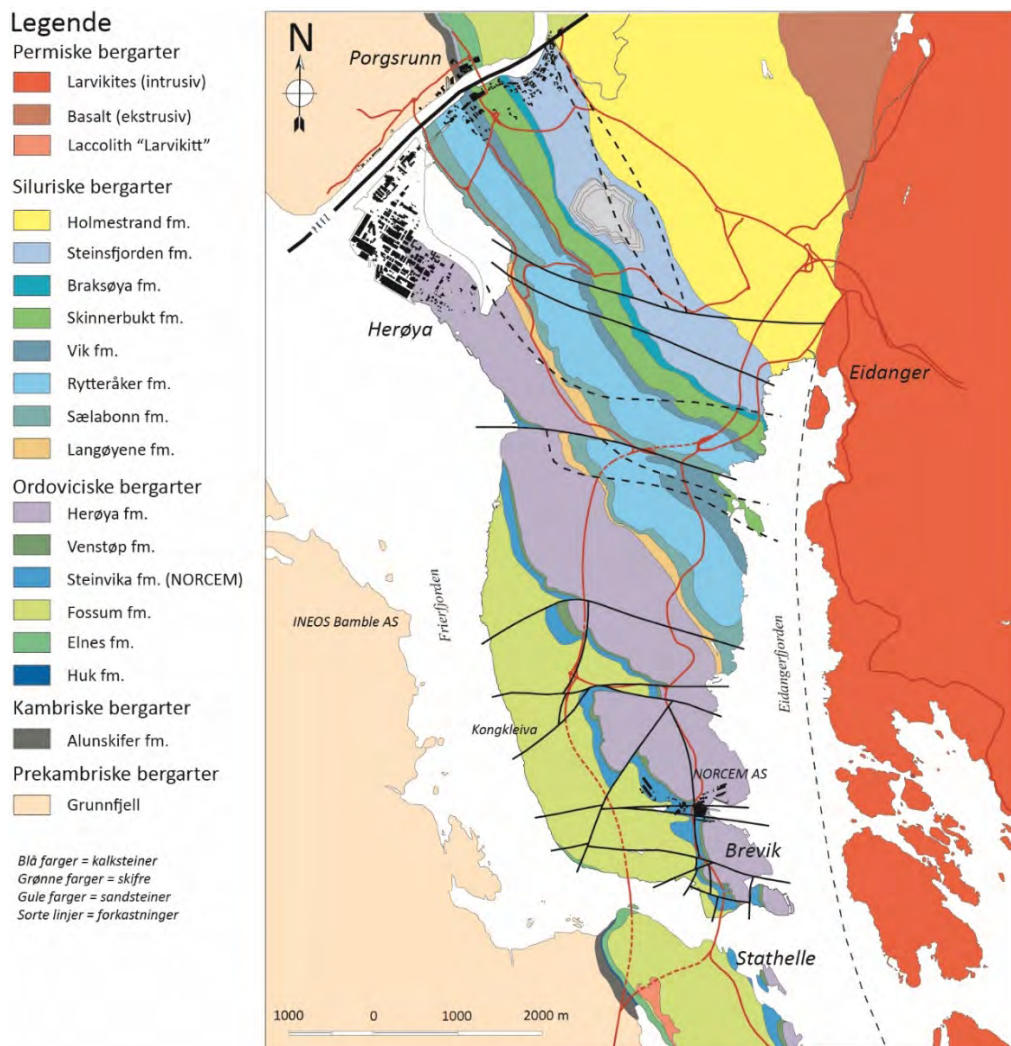 Legende
Permiske bergarter
Larvikites (intrusiv)
Basalt (ekstrusiv)
Laccolith “Larvikitt”
Siluriske bergarter
Holmestrand fm.
Steinsfjorden fm.
Braksøya fm.
Skinnerbukt fm.
Vik fm.
Rytteråker fm.
Sælabonn fm.
Langøyene fm.
Ordoviciske bergarter
Herøya fm.
Venstøp fm.
Steinvika fm. (NORCEM)
Fossum fm.
Elnes fm.
Huk fm.
Kambriske bergarter
Alunskifer fm.
Prekambriske bergarter
Grunnfjell
Blå farger = kalksteiner
Grønne farger = skifre
Gule farger = sandsteiner
Sorte linjer = forkastninger
N
Porgsrunn
Herøya
Eidanger
INEOS Bamble AS
Frierfjorden
Eidangerfjorden
Kongkleiva
NORCEM AS
Brevik
Stathelle
1000 0 1000 2000 m